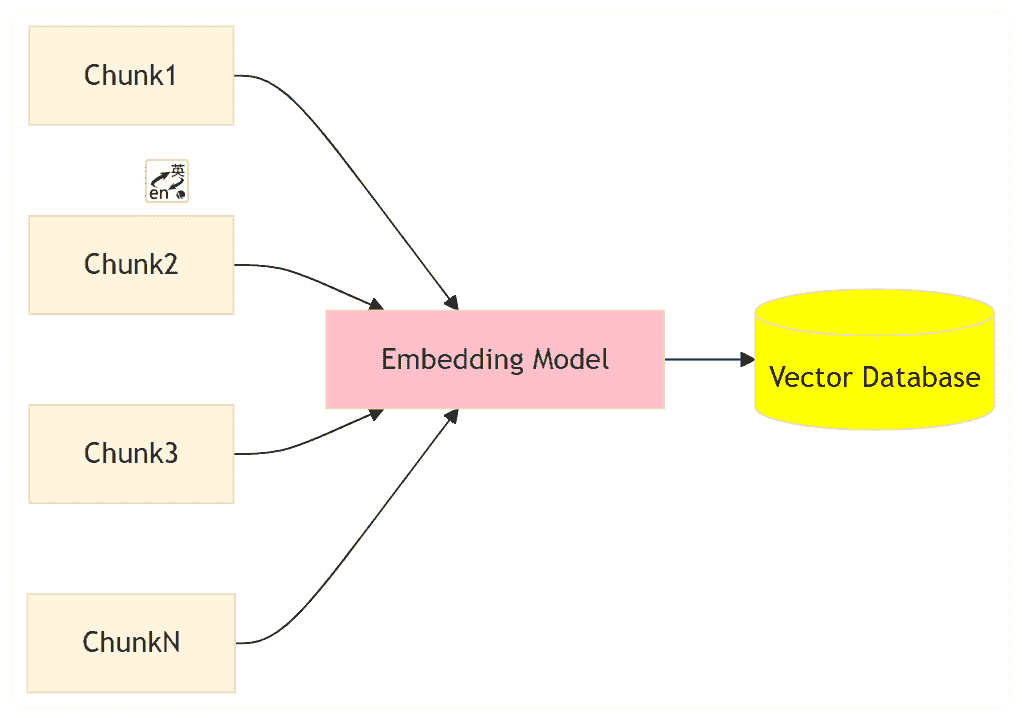 Chunk1
英
en
Chunk2
Embedding Model
Vector Database
Chunk3
ChunkN